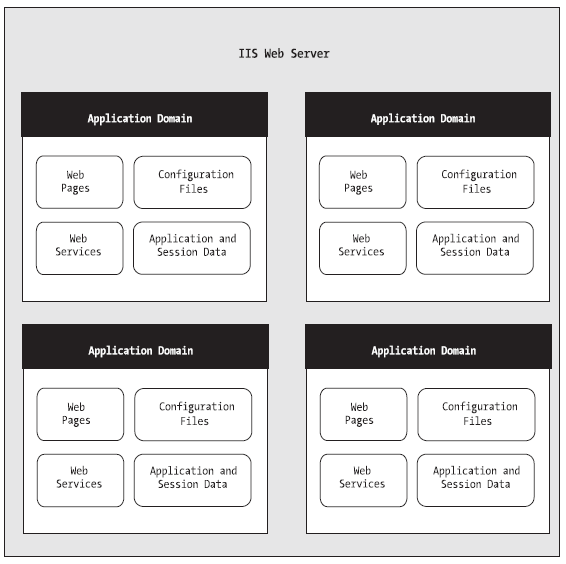 IIS Web Server
Application Domain
Web
Pages
Configuration
Files
Web
Services
Application and
Session Data
Application Domain
Web
Pages
Configuration
Files
Web
Services
Application and
Session Data
Application Domain
Web
Pages
Configuration
Files
Web
Services
Application and
Session Data
Application Domain
Web
Pages
Configuration
Files
Web
Services
Application and
Session Data